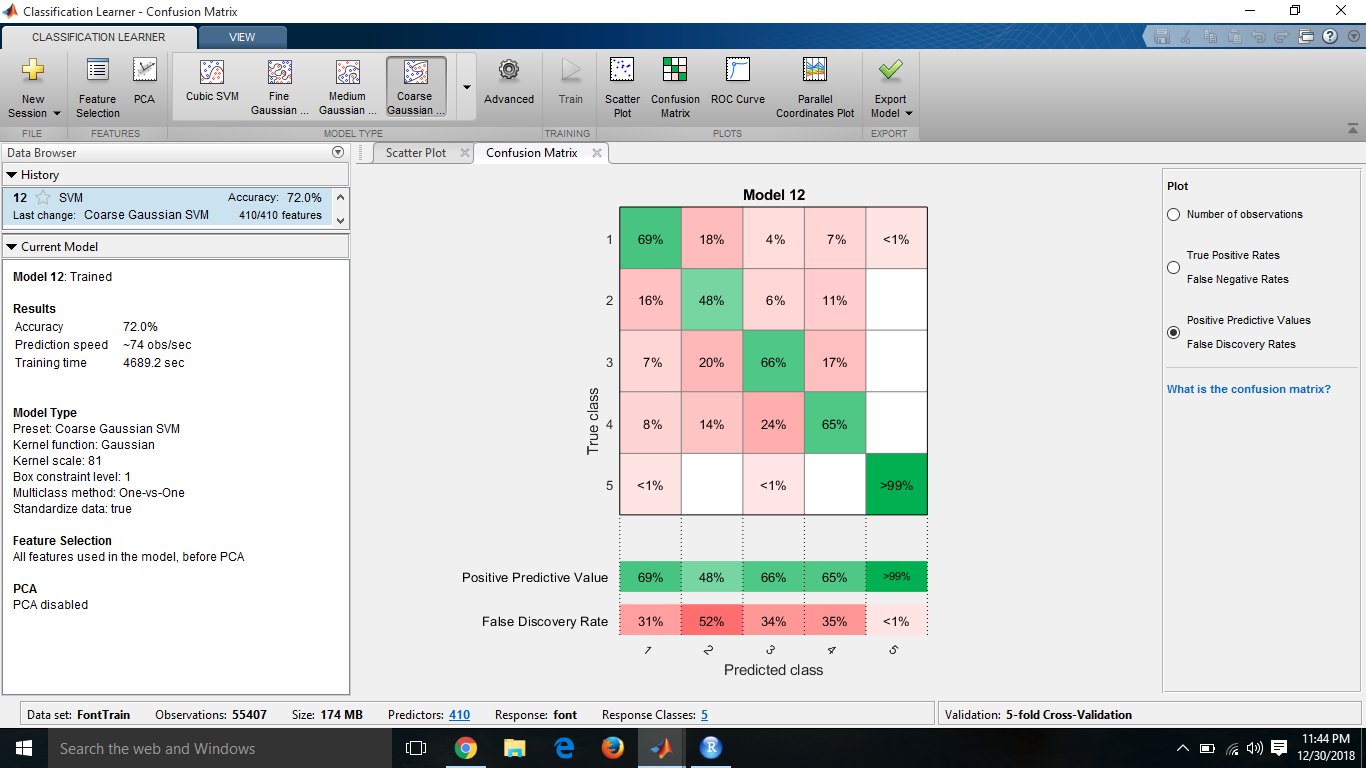 Classification Learner - Confusion Matrix
CLASSIFICATION LEARNER
VIEW
New Session
Feature Selection
PCA
Cubic SVM
Fine Gaussian ...
Medium Gaussian ...
Coarse Gaussian ...
Advanced
Train
Scatter Plot
Confusion Matrix
ROC Curve
Parallel Coordinates Plot
Export Model
FILE
FEATURES
MODEL TYPE
TRAINING
PLOTS
EXPORT
Data Browser
History
12 SVM Accuracy: 72.0%
Last change: Coarse Gaussian SVM 410/410 features
Current Model
Model 12: Trained
Results
Accuracy 72.0%
Prediction speed ~74 obs/sec
Training time 4689.2 sec
Model Type
Preset: Coarse Gaussian SVM
Kernel function: Gaussian
Kernel scale: 81
Box constraint level: 1
Multiclass method: One-vs-One
Standardize data: true
Feature Selection
All features used in the model, before PCA
PCA
PCA disabled
Scatter Plot
Confusion Matrix
Model 12
True class
1 69% 18% 4% 7% <1%
2 16% 48% 6% 11%
3 7% 20% 66% 17%
4 8% 14% 24% 65%
5 <1% <1% >99%
Positive Predictive Value 69% 48% 66% 65% >99%
False Discovery Rate 31% 52% 34% 35% <1%
1 2 3 4 5
Predicted class
Plot
Number of observations
True Positive Rates
False Negative Rates
Positive Predictive Values
False Discovery Rates
What is the confusion matrix?
Data set: FontTrain Observations: 55407 Size: 174 MB Predictors: 410 Response: font Response Classes: 5
Validation: 5-fold Cross-Validation
Search the web and Windows
R
11:44 PM
12/30/2018